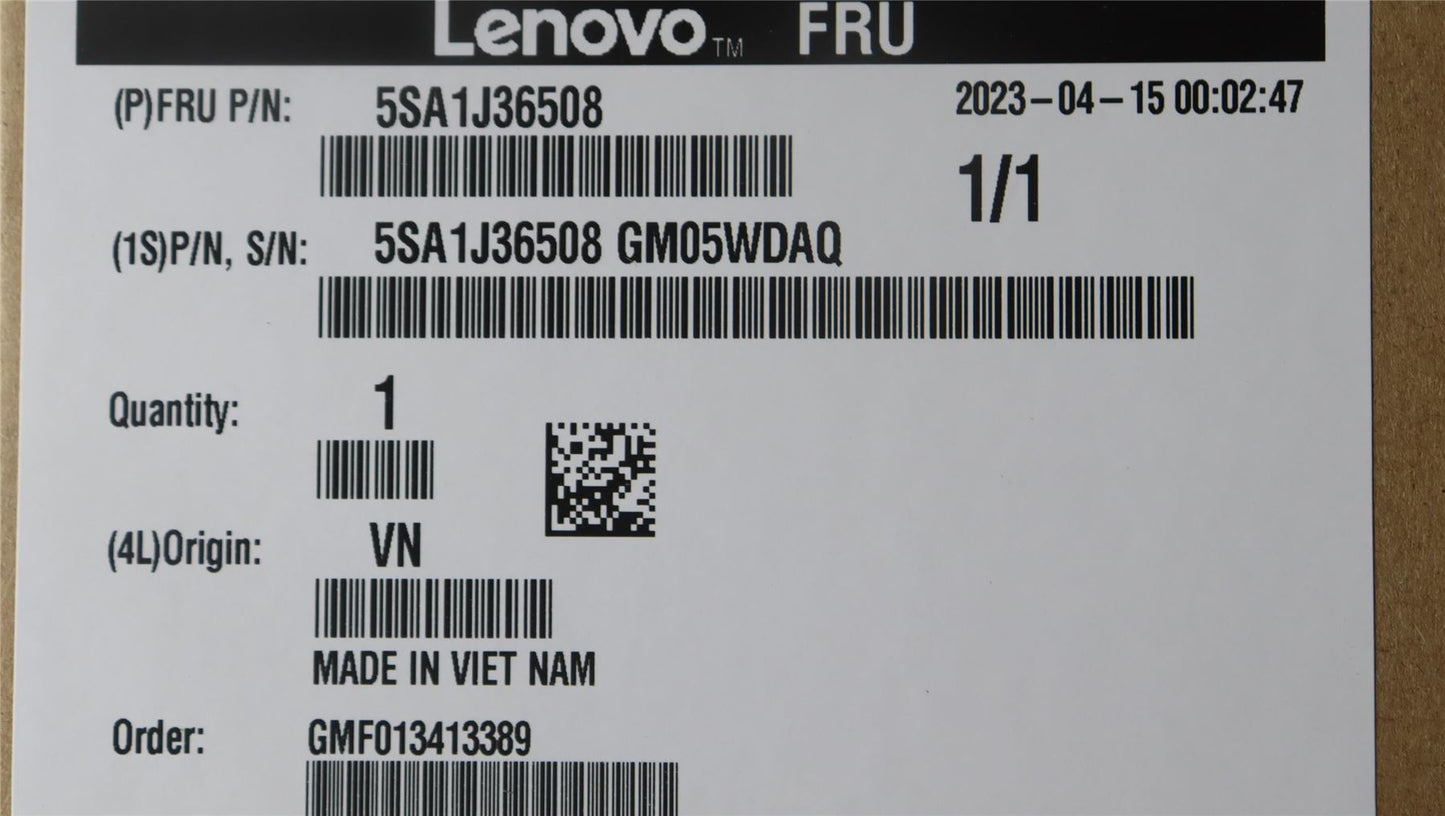 Lenovo™ FRU
(P)FRU P/N: 5SA1J36508 2023-04-15 00:02:47
1/1
(1S)P/N, S/N: 5SA1J36508 GM05WDAQ
Quantity: 1
(4L)Origin: VN
MADE IN VIET NAM
Order: GMF013413389